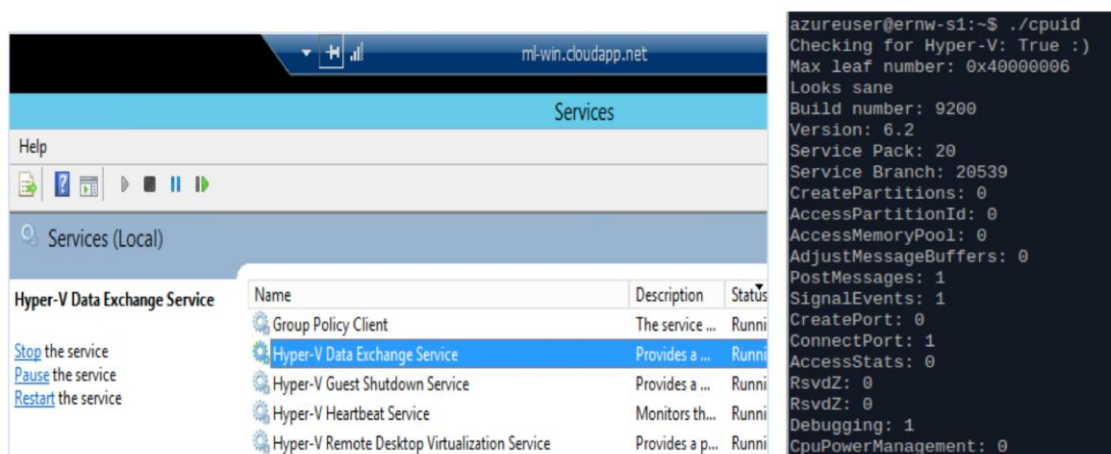 ml-win.cloudapp.net
Services
Help
Services (Local)
Hyper-V Data Exchange Service
Stop the service
Pause the service
Restart the service
Name Description Status
Group Policy Client The service ... Runni
Hyper-V Data Exchange Service Provides a ... Runni
Hyper-V Guest Shutdown Service Provides a ... Runni
Hyper-V Heartbeat Service Monitors th... Runni
Hyper-V Remote Desktop Virtualization Service Provides a p... Runni
azureuser@ernw-s1:~$ ./cpuid
Checking for Hyper-V: True :)
Max leaf number: 0x40000006
Looks sane
Build number: 9200
Version: 6.2
Service Pack: 20
Service Branch: 20539
CreatePartitions: 0
AccessPartitionId: 0
AccessMemoryPool: 0
AdjustMessageBuffers: 0
PostMessages: 1
SignalEvents: 1
CreatePort: 0
ConnectPort: 1
AccessStats: 0
RsvdZ: 0
RsvdZ: 0
Debugging: 1
CpuPowerManagement: 0